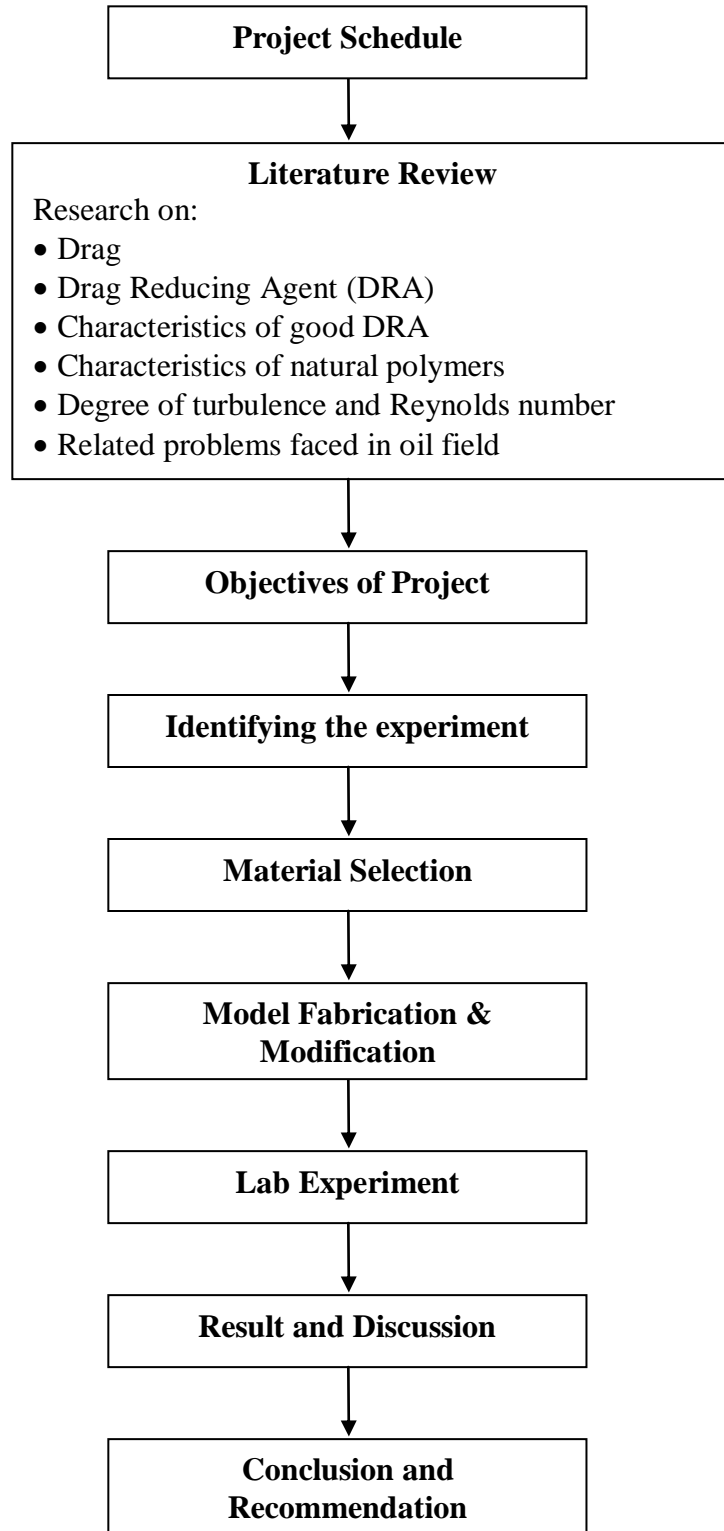 Project Schedule
Literature Review
Research on:
• Drag
• Drag Reducing Agent (DRA)
• Characteristics of good DRA
• Characteristics of natural polymers
• Degree of turbulence and Reynolds number
• Related problems faced in oil field
Objectives of Project
Identifying the experiment
Material Selection
Model Fabrication &
Modification
Lab Experiment
Result and Discussion
Conclusion and
Recommendation